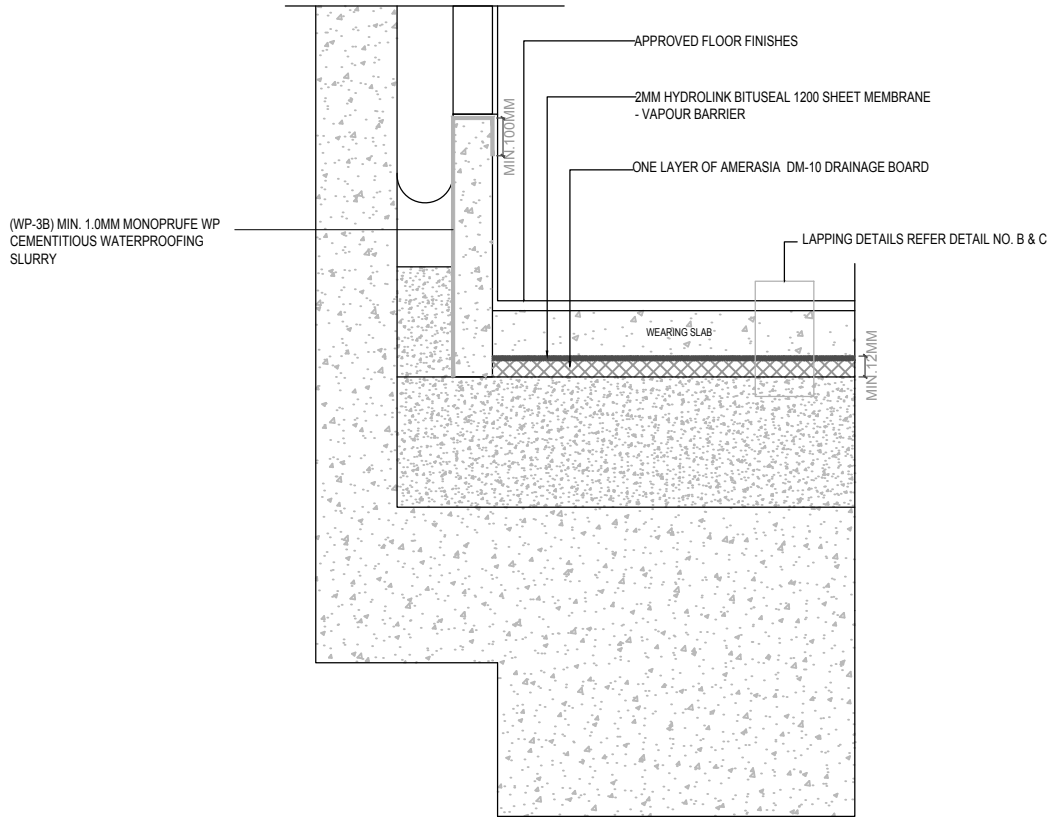 APPROVED FLOOR FINISHES
2MM HYDROLINK BITUSEAL 1200 SHEET MEMBRANE
- VAPOUR BARRIER
MIN.100MM
ONE LAYER OF AMERASIA DM-10 DRAINAGE BOARD
(WP-3B) MIN. 1.0MM MONOPRUFE WP
CEMENTITIOUS WATERPROOFING
SLURRY
LAPPING DETAILS REFER DETAIL NO. B & C
WEARING SLAB
MIN.12MM